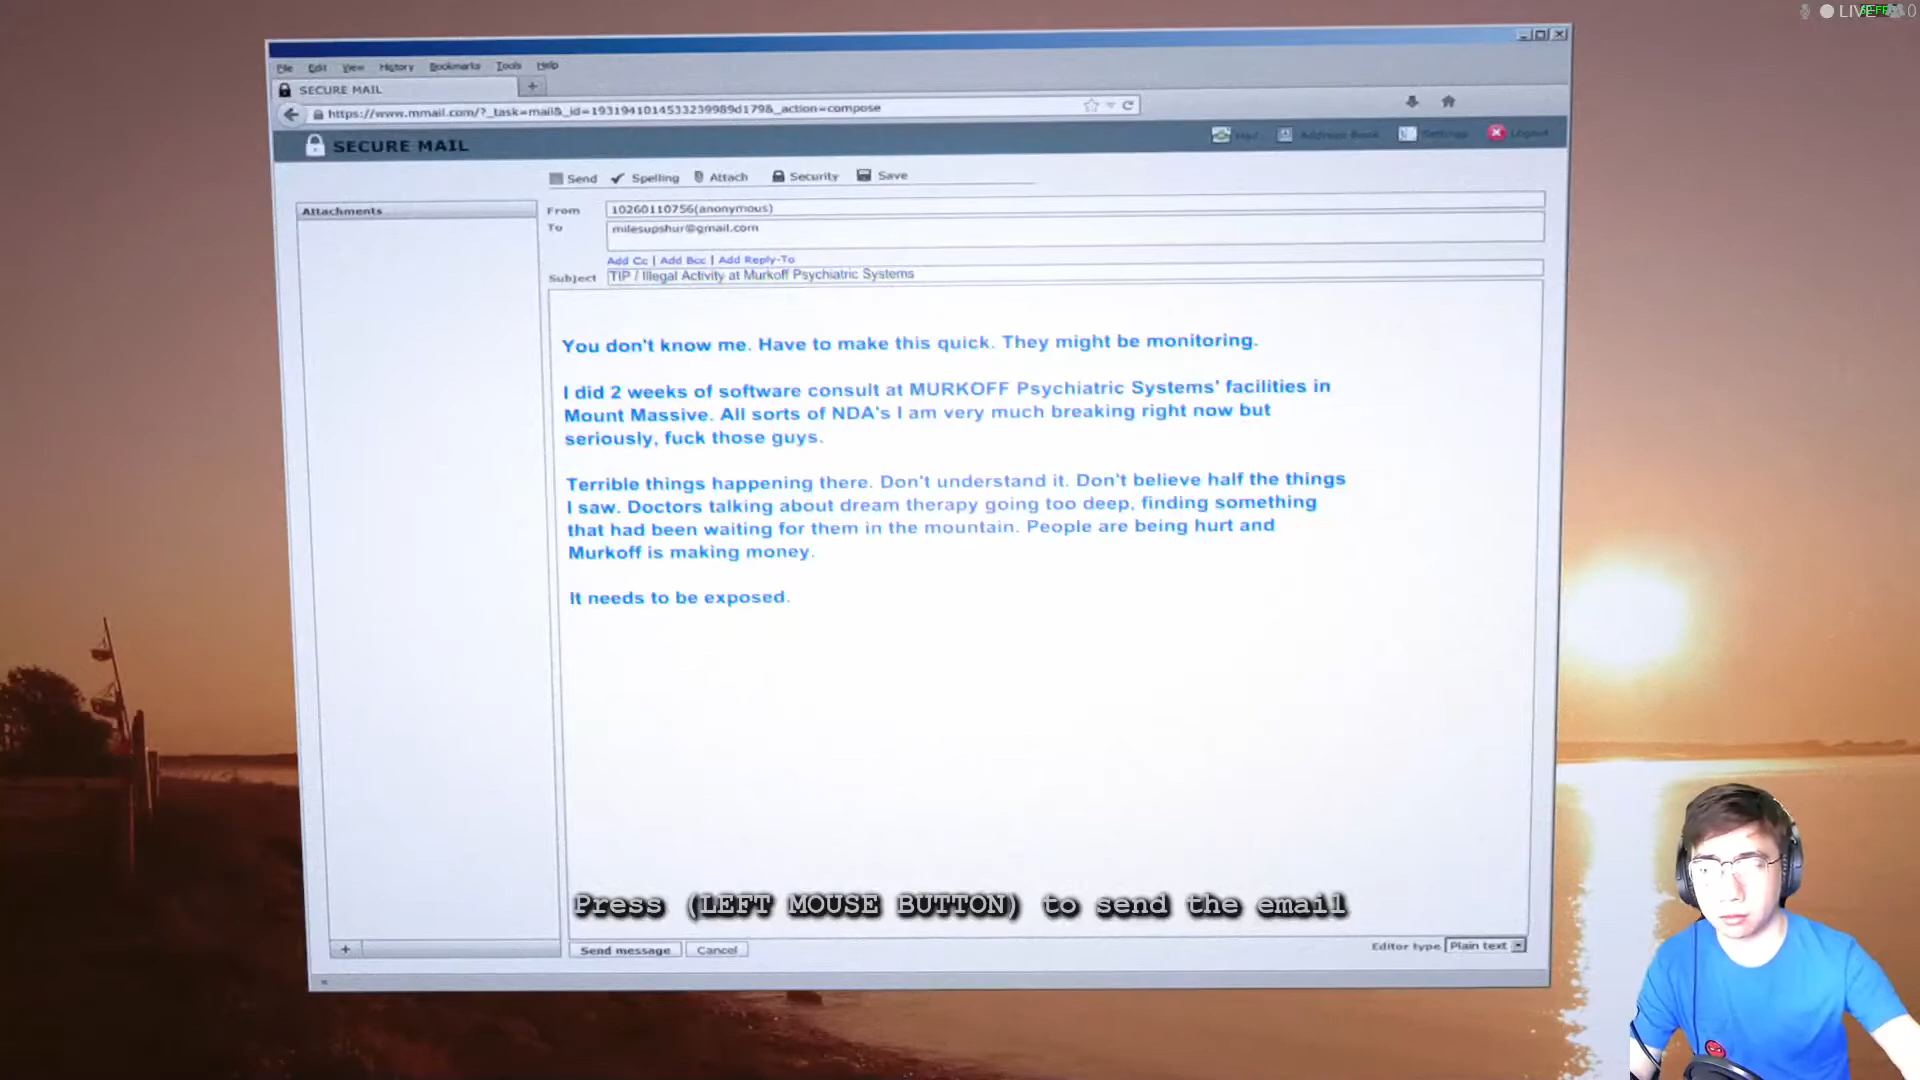 LIVE
File Edit View History Bookmarks Tools Help
SECURE MAIL
+
https://www.mmail.com/?_task=mail&_id=1931941014533239989d179&_action=compose
SECURE MAIL
Mail Address Book Settings Logout
Send Spelling Attach Security Save
Attachments
From 10260110756(anonymous)
To milesupshur@gmail.com
Add Cc | Add Bcc | Add Reply-To
Subject TIP / Illegal Activity at Murkoff Psychiatric Systems
You don't know me. Have to make this quick. They might be monitoring.
I did 2 weeks of software consult at MURKOFF Psychiatric Systems' facilities in
Mount Massive. All sorts of NDA's I am very much breaking right now but
seriously, fuck those guys.
Terrible things happening there. Don't understand it. Don't believe half the things
I saw. Doctors talking about dream therapy going too deep, finding something
that had been waiting for them in the mountain. People are being hurt and
Murkoff is making money.
It needs to be exposed.
Press (LEFT MOUSE BUTTON) to send the email
+
Send message Cancel
Editor type Plain text